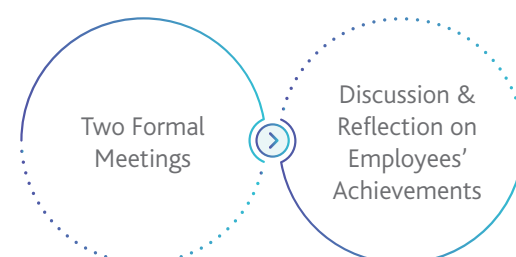 Two Formal
Meetings
Discussion &
Reflection on
Employees’
Achievements